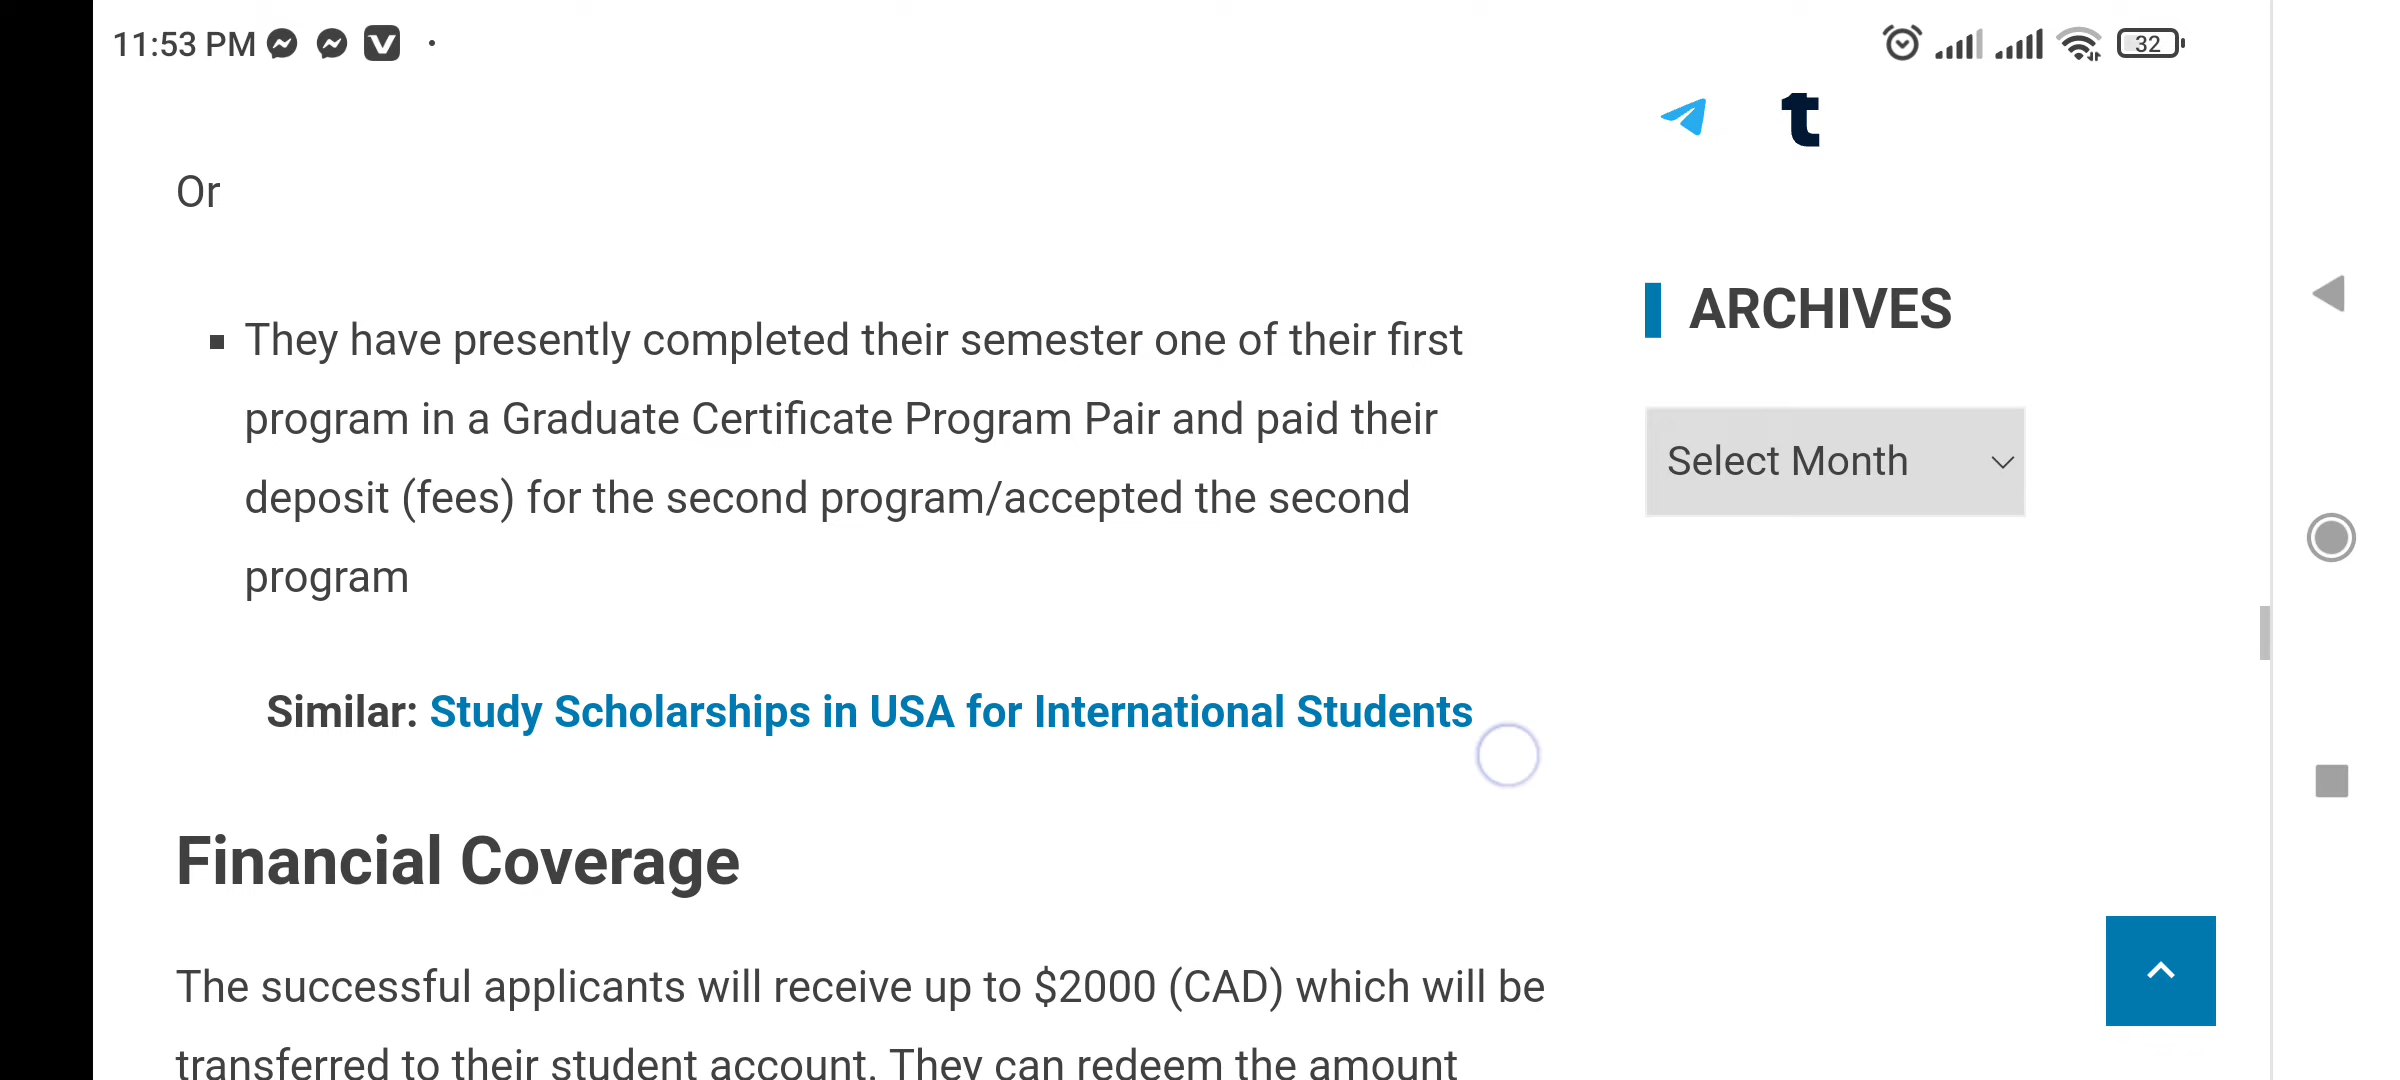 11:53 PM
32
Or
ARCHIVES
▪ They have presently completed their semester one of their first
program in a Graduate Certificate Program Pair and paid their
deposit (fees) for the second program/accepted the second
program
Select Month
Similar: Study Scholarships in USA for International Students
Financial Coverage
The successful applicants will receive up to $2000 (CAD) which will be
transferred to their student account. They can redeem the amount